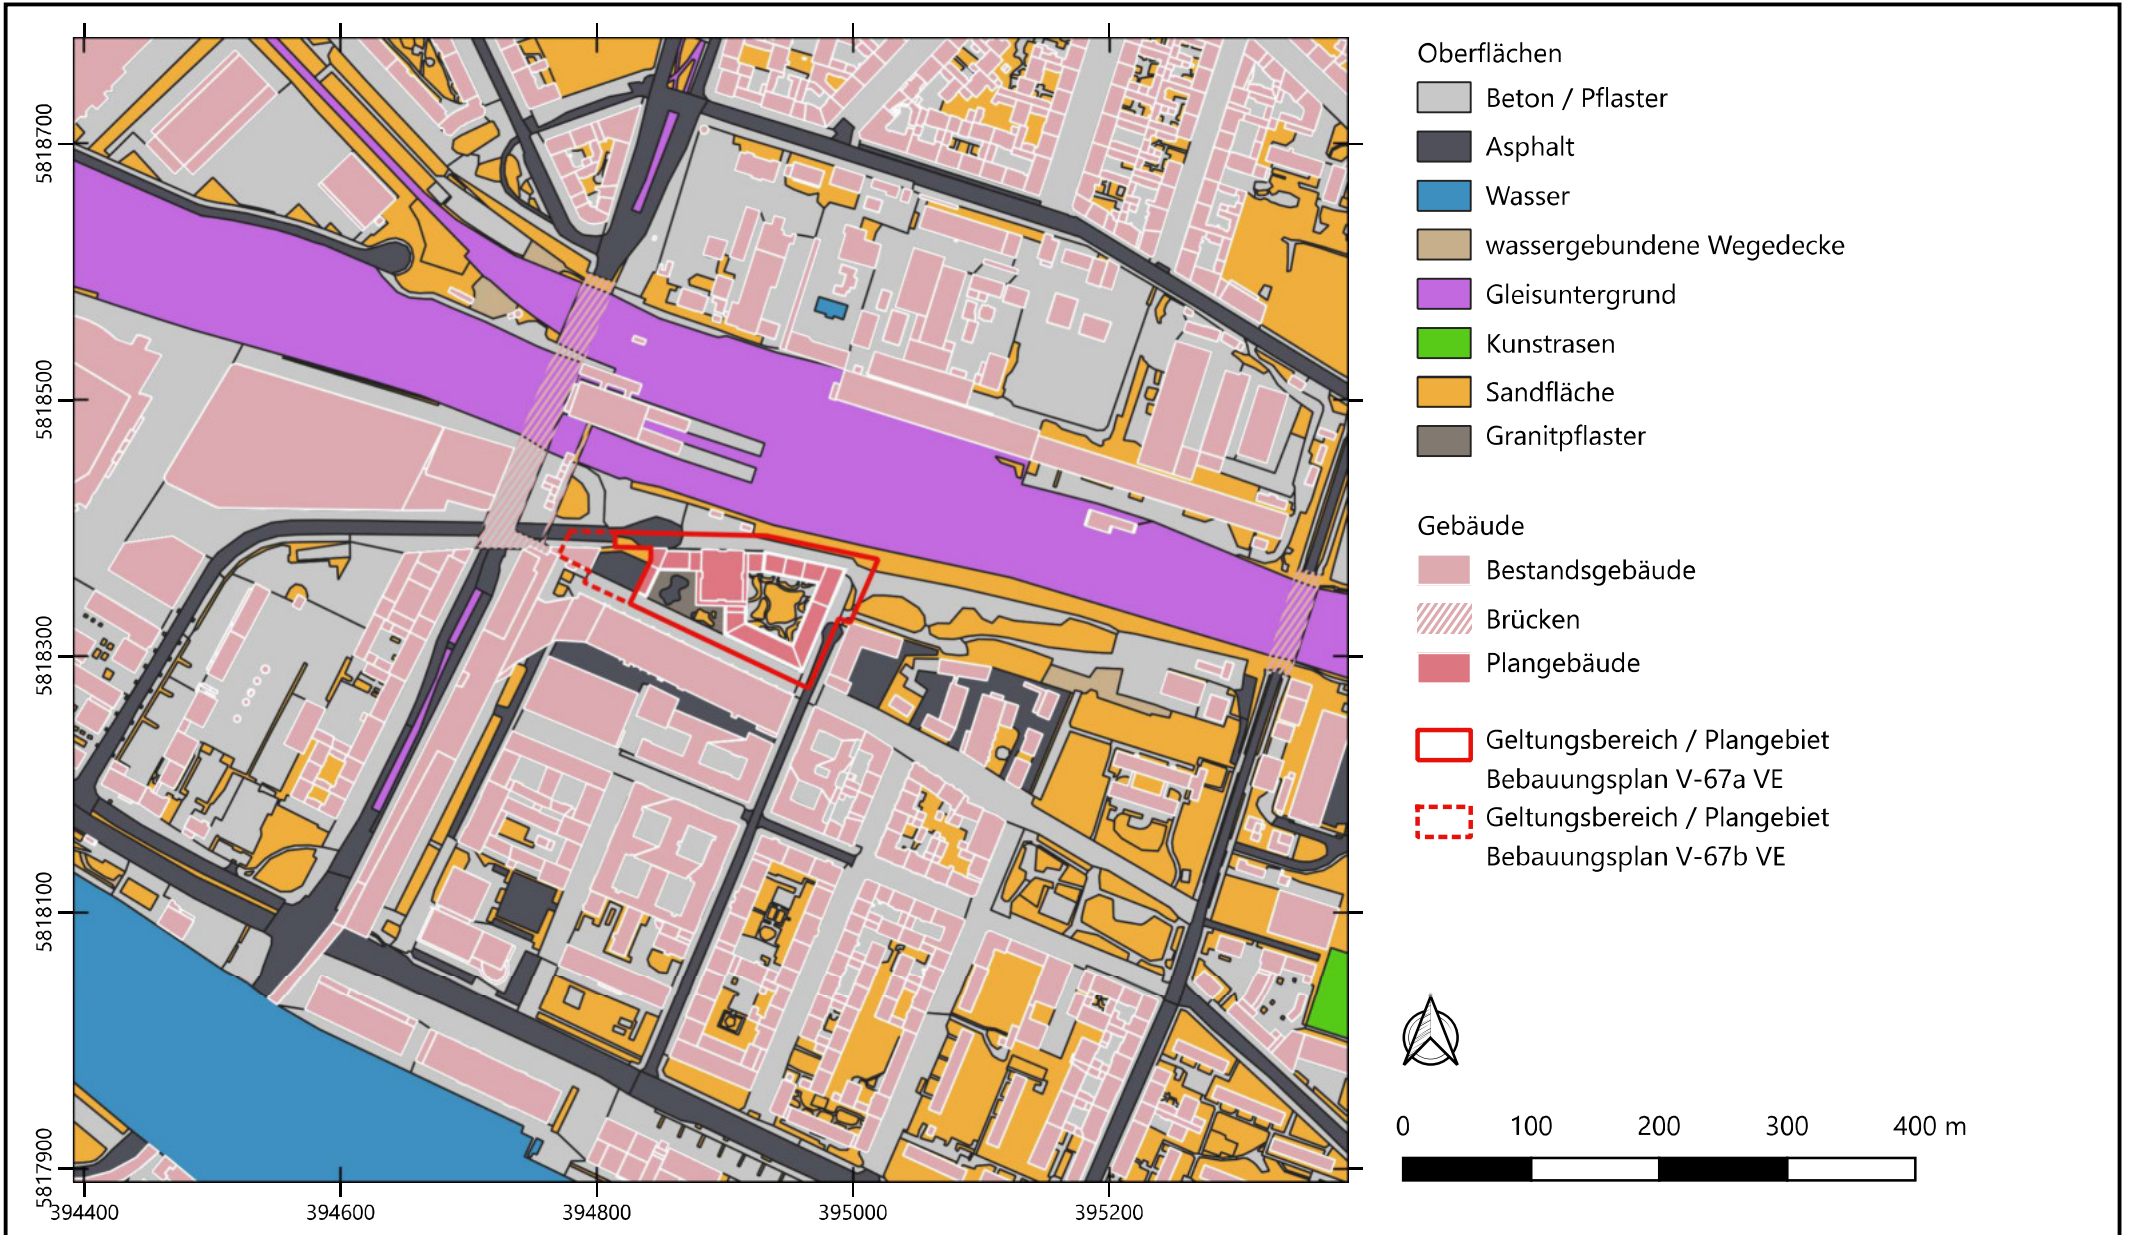 Oberflächen
Beton / Pflaster
Asphalt
Wasser
wassergebundene Wegedecke
Gleisuntergrund
Kunstrasen
Sandfläche
Granitpflaster
Gebäude
Bestandsgebäude
Brücken
Plangebäude
Geltungsbereich / Plangebiet
Bebauungsplan V-67a VE
Geltungsbereich / Plangebiet
Bebauungsplan V-67b VE
0 100 200 300 400 m
5818700
5818500
5818300
5818100
5817900
394400 394600 394800 395000 395200